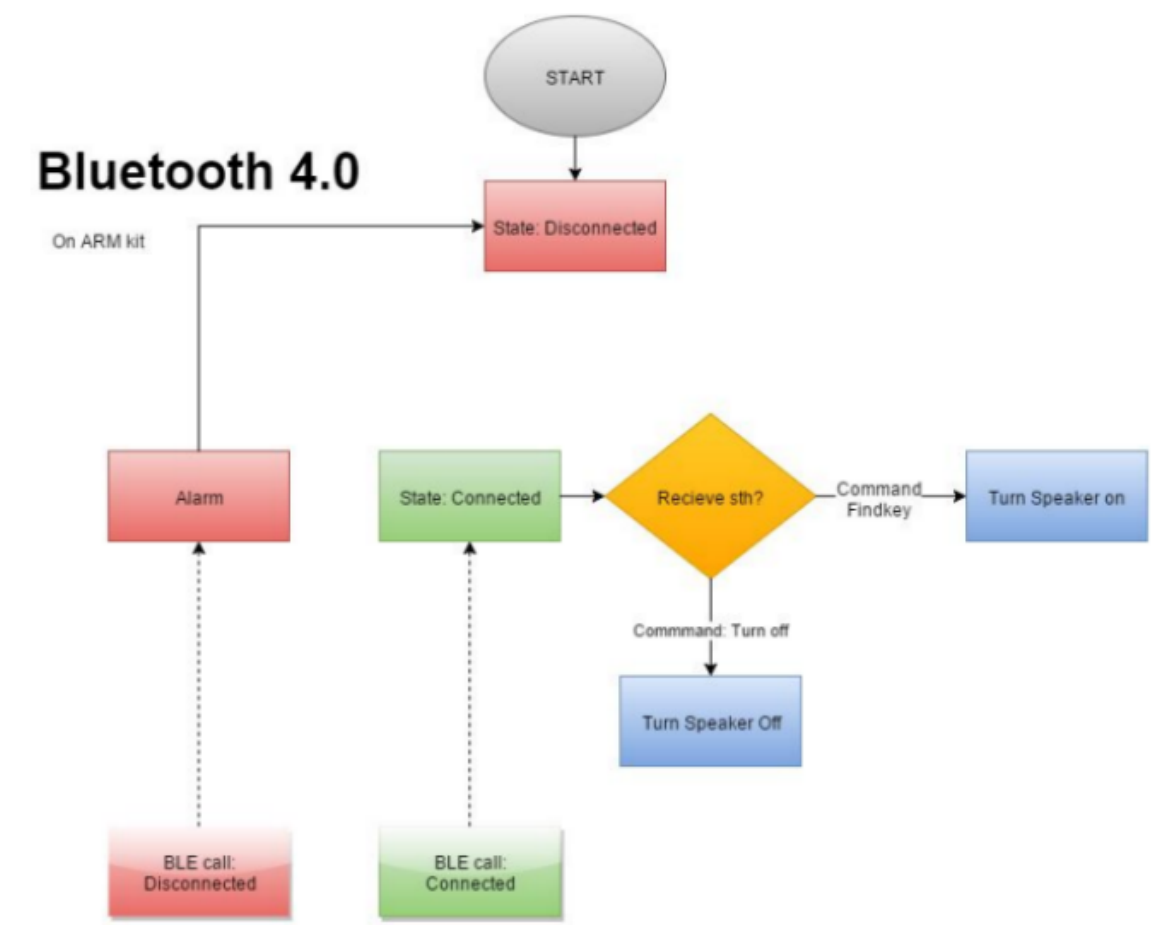 START
Bluetooth 4.0
On ARM kit
State: Disconnected
Alarm
State: Connected
Recieve sth?
Command
Findkey
Turn Speaker on
Commmand: Turn off
Turn Speaker Off
BLE call:
Disconnected
BLE call:
Connected